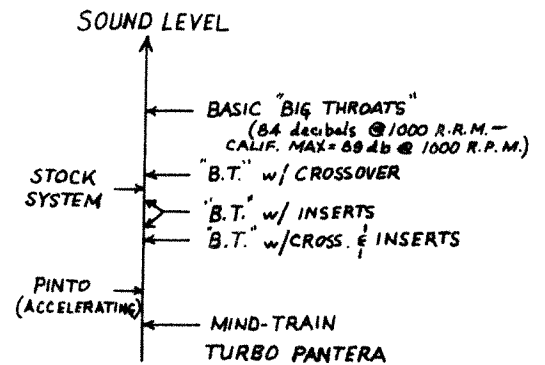 SOUND LEVEL
BASIC "BIG THROATS"
(84 decibels @ 1000 R.R.M.—
CALIF. MAX = 89 db @ 1000 R.P.M.)
"B.T." w/ CROSSOVER
STOCK
SYSTEM
"B.T." w/ INSERTS
"B.T." w/CROSS. & INSERTS
PINTO
(ACCELERATING)
MIND-TRAIN
TURBO PANTERA